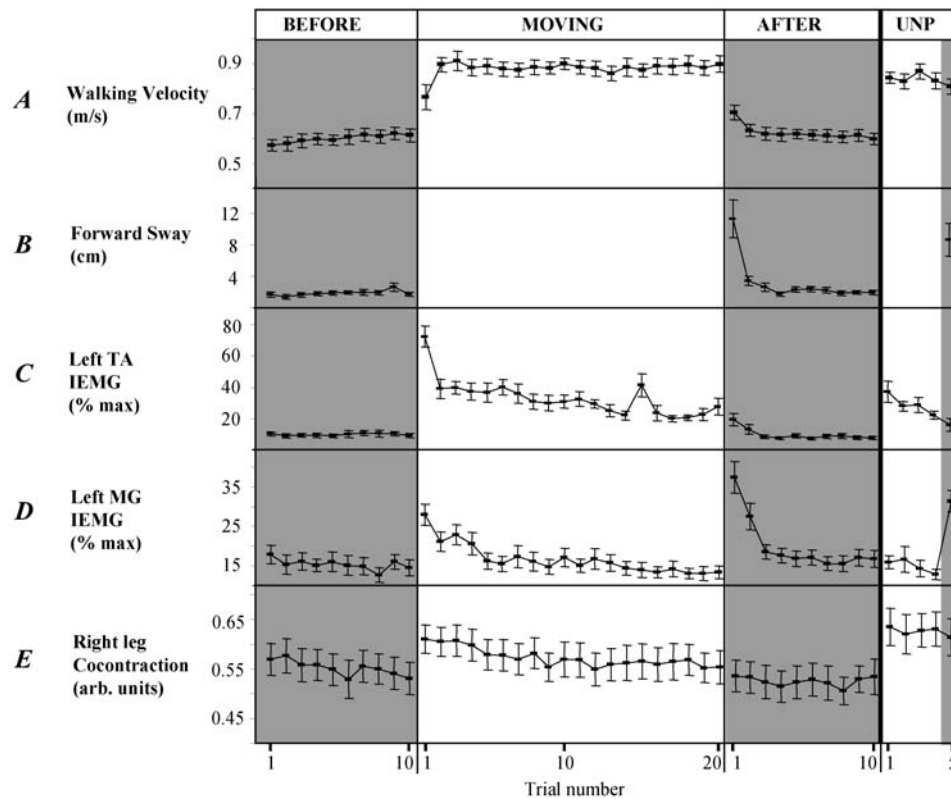 BEFORE MOVING AFTER UNP
A Walking Velocity (m/s)
0.9
0.7
0.5
B Forward Sway (cm)
12
8
4
C Left TA IEMG (% max)
80
60
40
20
D Left MG IEMG (% max)
35
25
15
E Right leg Cocontraction (arb. units)
0.65
0.55
0.45
1 10 1 10 20 1 10 1 5
Trial number